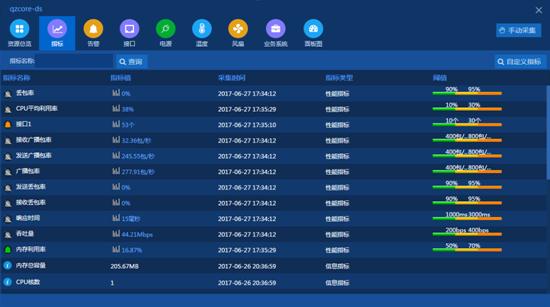 qzcore-ds
资源总览 指标 告警 接口 电源 温度 风扇 业务系统 面板图 手动采集
指标名称: 查询 自定义指标
指标名称 指标值 采集时间 指标类型 阈值
丢包率 0% 2017-06-27 17:34:12 性能指标 90% 95%
CPU平均利用率 38% 2017-06-27 17:35:29 性能指标 10% 30%
接口1 53个 2017-06-27 17:35:10 性能指标 10个 30个
接收广播包率 32.36包/秒 2017-06-27 17:34:12 性能指标 400包/... 800包/...
发送广播包率 245.55包/秒 2017-06-27 17:34:12 性能指标 400包/... 800包/...
广播包率 277.91包/秒 2017-06-27 17:34:12 性能指标 400包/... 800包/...
发送丢包率 0% 2017-06-27 17:34:12 性能指标 90% 95%
接收丢包率 0% 2017-06-27 17:34:12 性能指标 90% 95%
响应时间 15毫秒 2017-06-27 17:34:12 性能指标 1000ms 3000ms
吞吐量 44.21Mbps 2017-06-27 17:34:12 性能指标 200bps 400bps
内存利用率 16.87% 2017-06-27 17:35:29 性能指标 50% 70%
内存总容量 205.67MB 2017-06-26 20:36:59 信息指标
CPU核数 1 2017-06-26 20:36:59 信息指标